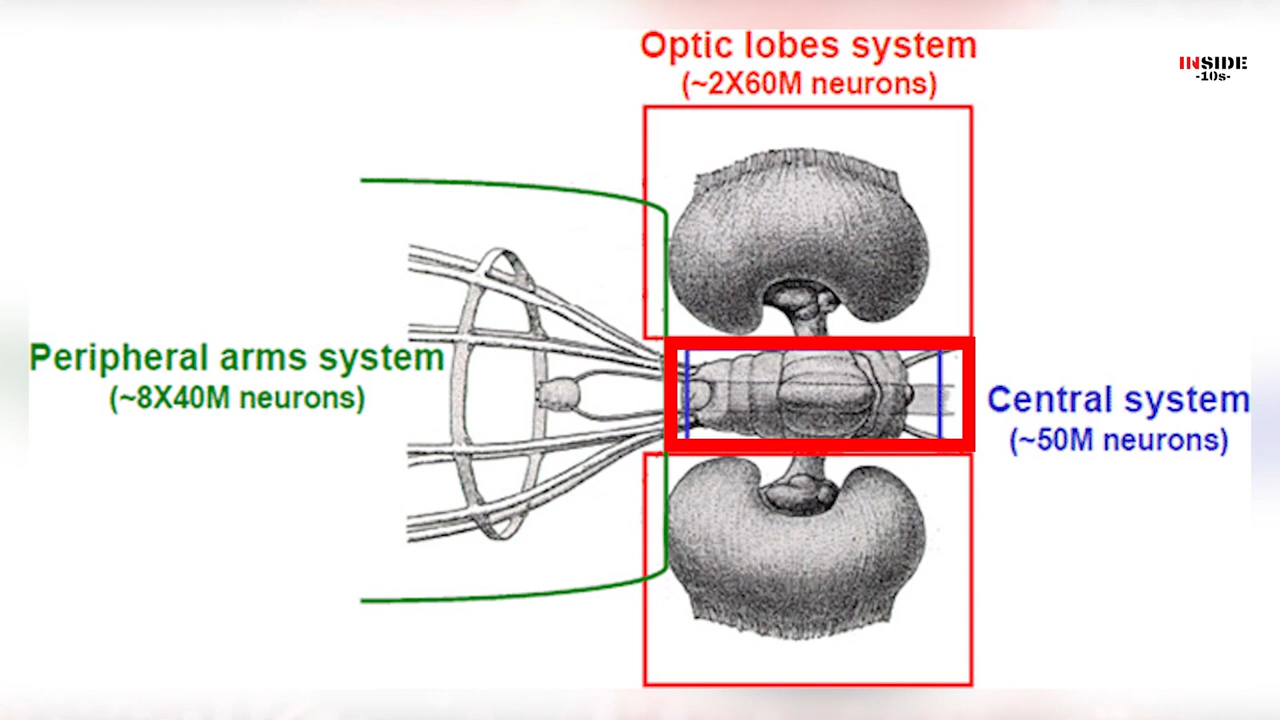 Optic lobes system
(~2X60M neurons)
INSIDE
-10s-
Peripheral arms system
(~8X40M neurons)
Central system
(~50M neurons)